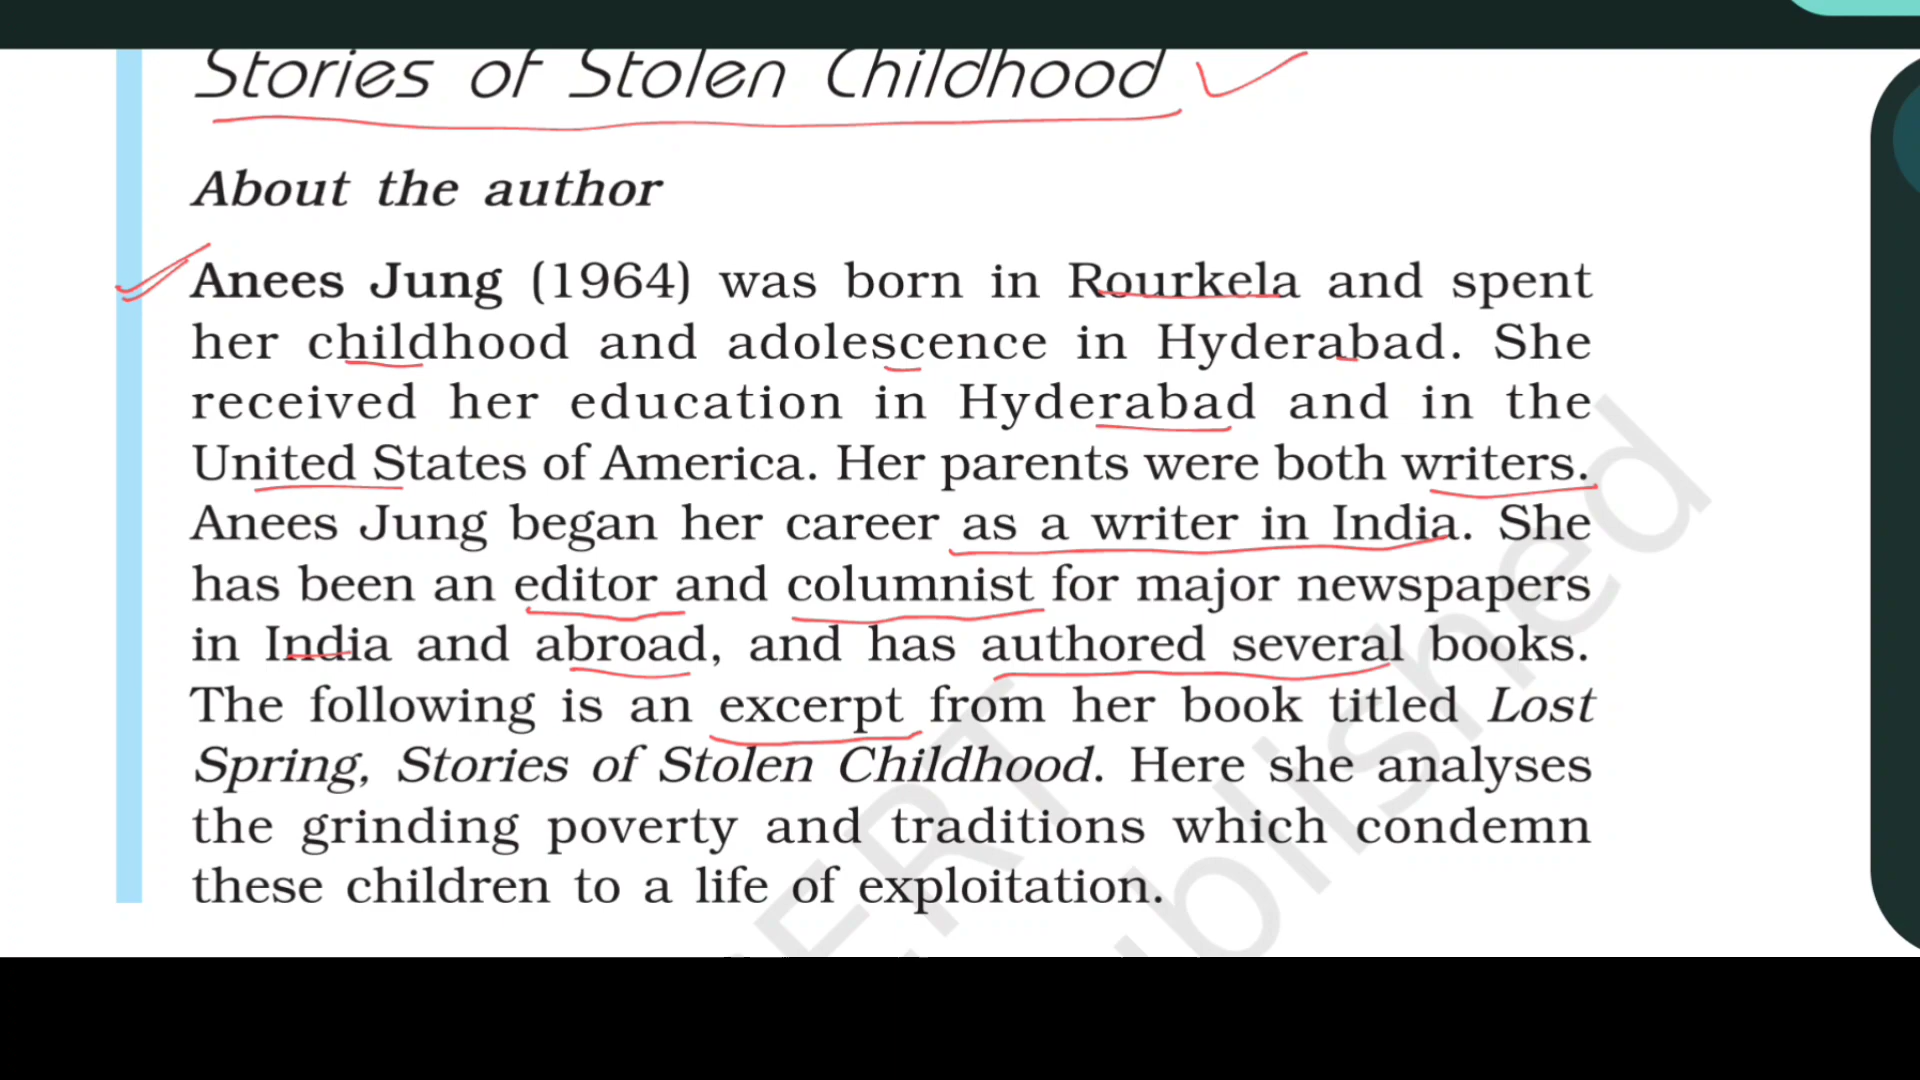 Stories of Stolen Childhood
About the author
Anees Jung (1964) was born in Rourkela and spent
her childhood and adolescence in Hyderabad. She
received her education in Hyderabad and in the
United States of America. Her parents were both writers.
Anees Jung began her career as a writer in India. She
has been an editor and columnist for major newspapers
in India and abroad, and has authored several books.
The following is an excerpt from her book titled Lost
Spring, Stories of Stolen Childhood. Here she analyses
the grinding poverty and traditions which condemn
these children to a life of exploitation.